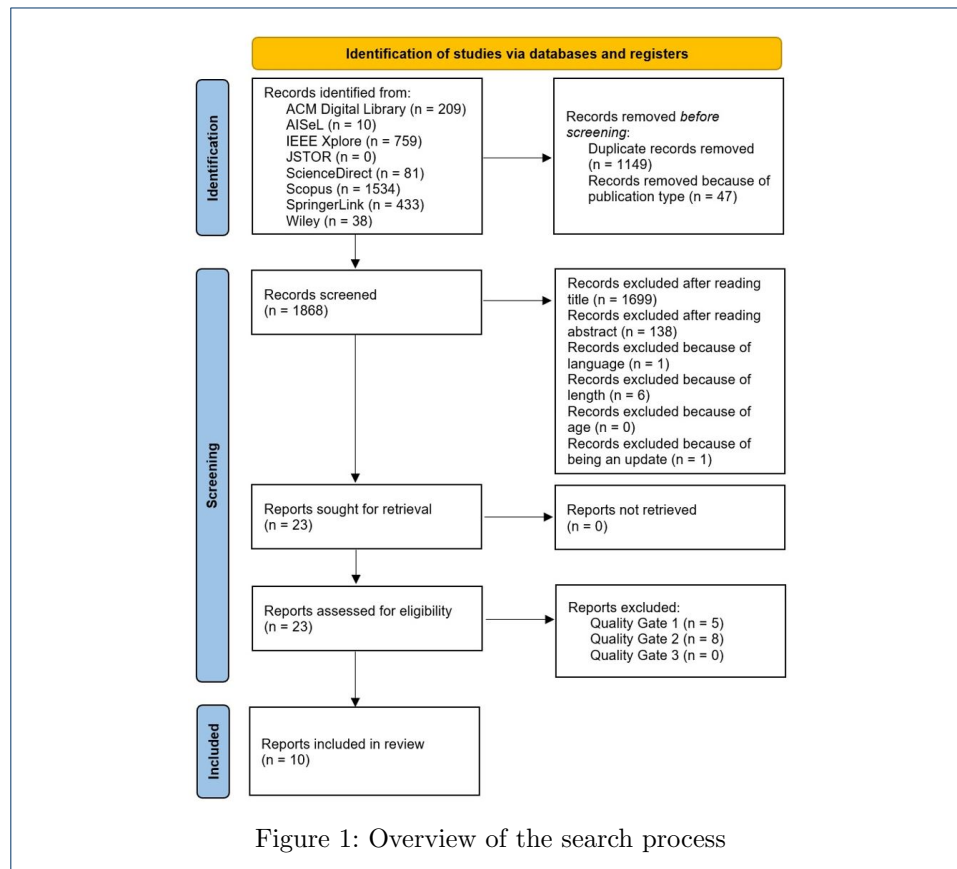 Identification of studies via databases and registers
Identification
Records identified from:
ACM Digital Library (n = 209)
AISeL (n = 10)
IEEE Xplore (n = 759)
JSTOR (n = 0)
ScienceDirect (n = 81)
Scopus (n = 1534)
SpringerLink (n = 433)
Wiley (n = 38)
Records removed before
screening:
Duplicate records removed
(n = 1149)
Records removed because of
publication type (n = 47)
Screening
Records screened
(n = 1868)
Records excluded after reading
title (n = 1699)
Records excluded after reading
abstract (n = 138)
Records excluded because of
language (n = 1)
Records excluded because of
length (n = 6)
Records excluded because of
age (n = 0)
Records excluded because of
being an update (n = 1)
Reports sought for retrieval
(n = 23)
Reports not retrieved
(n = 0)
Reports assessed for eligibility
(n = 23)
Reports excluded:
Quality Gate 1 (n = 5)
Quality Gate 2 (n = 8)
Quality Gate 3 (n = 0)
Included
Reports included in review
(n = 10)
Figure 1: Overview of the search process